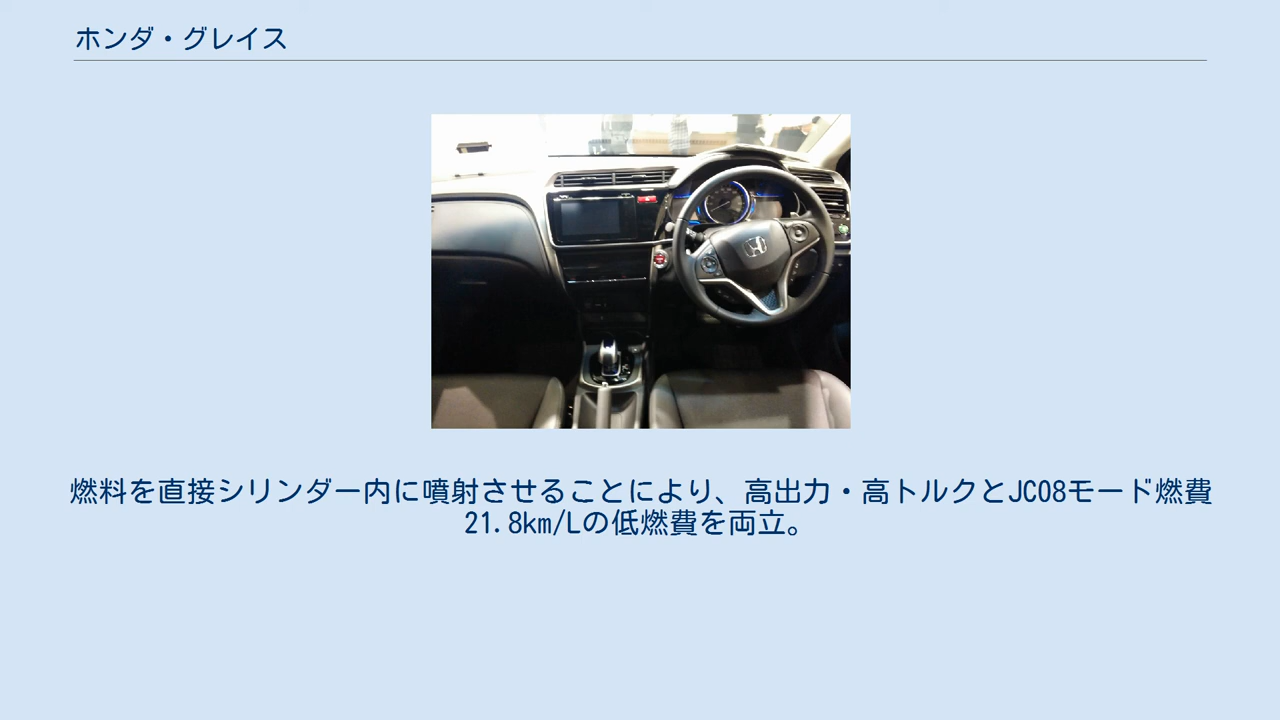 ホンダ・グレイス
燃料を直接シリンダー内に噴射させることにより、高出力・高トルクとJC08モード燃費
21.8km/Lの低燃費を両立。